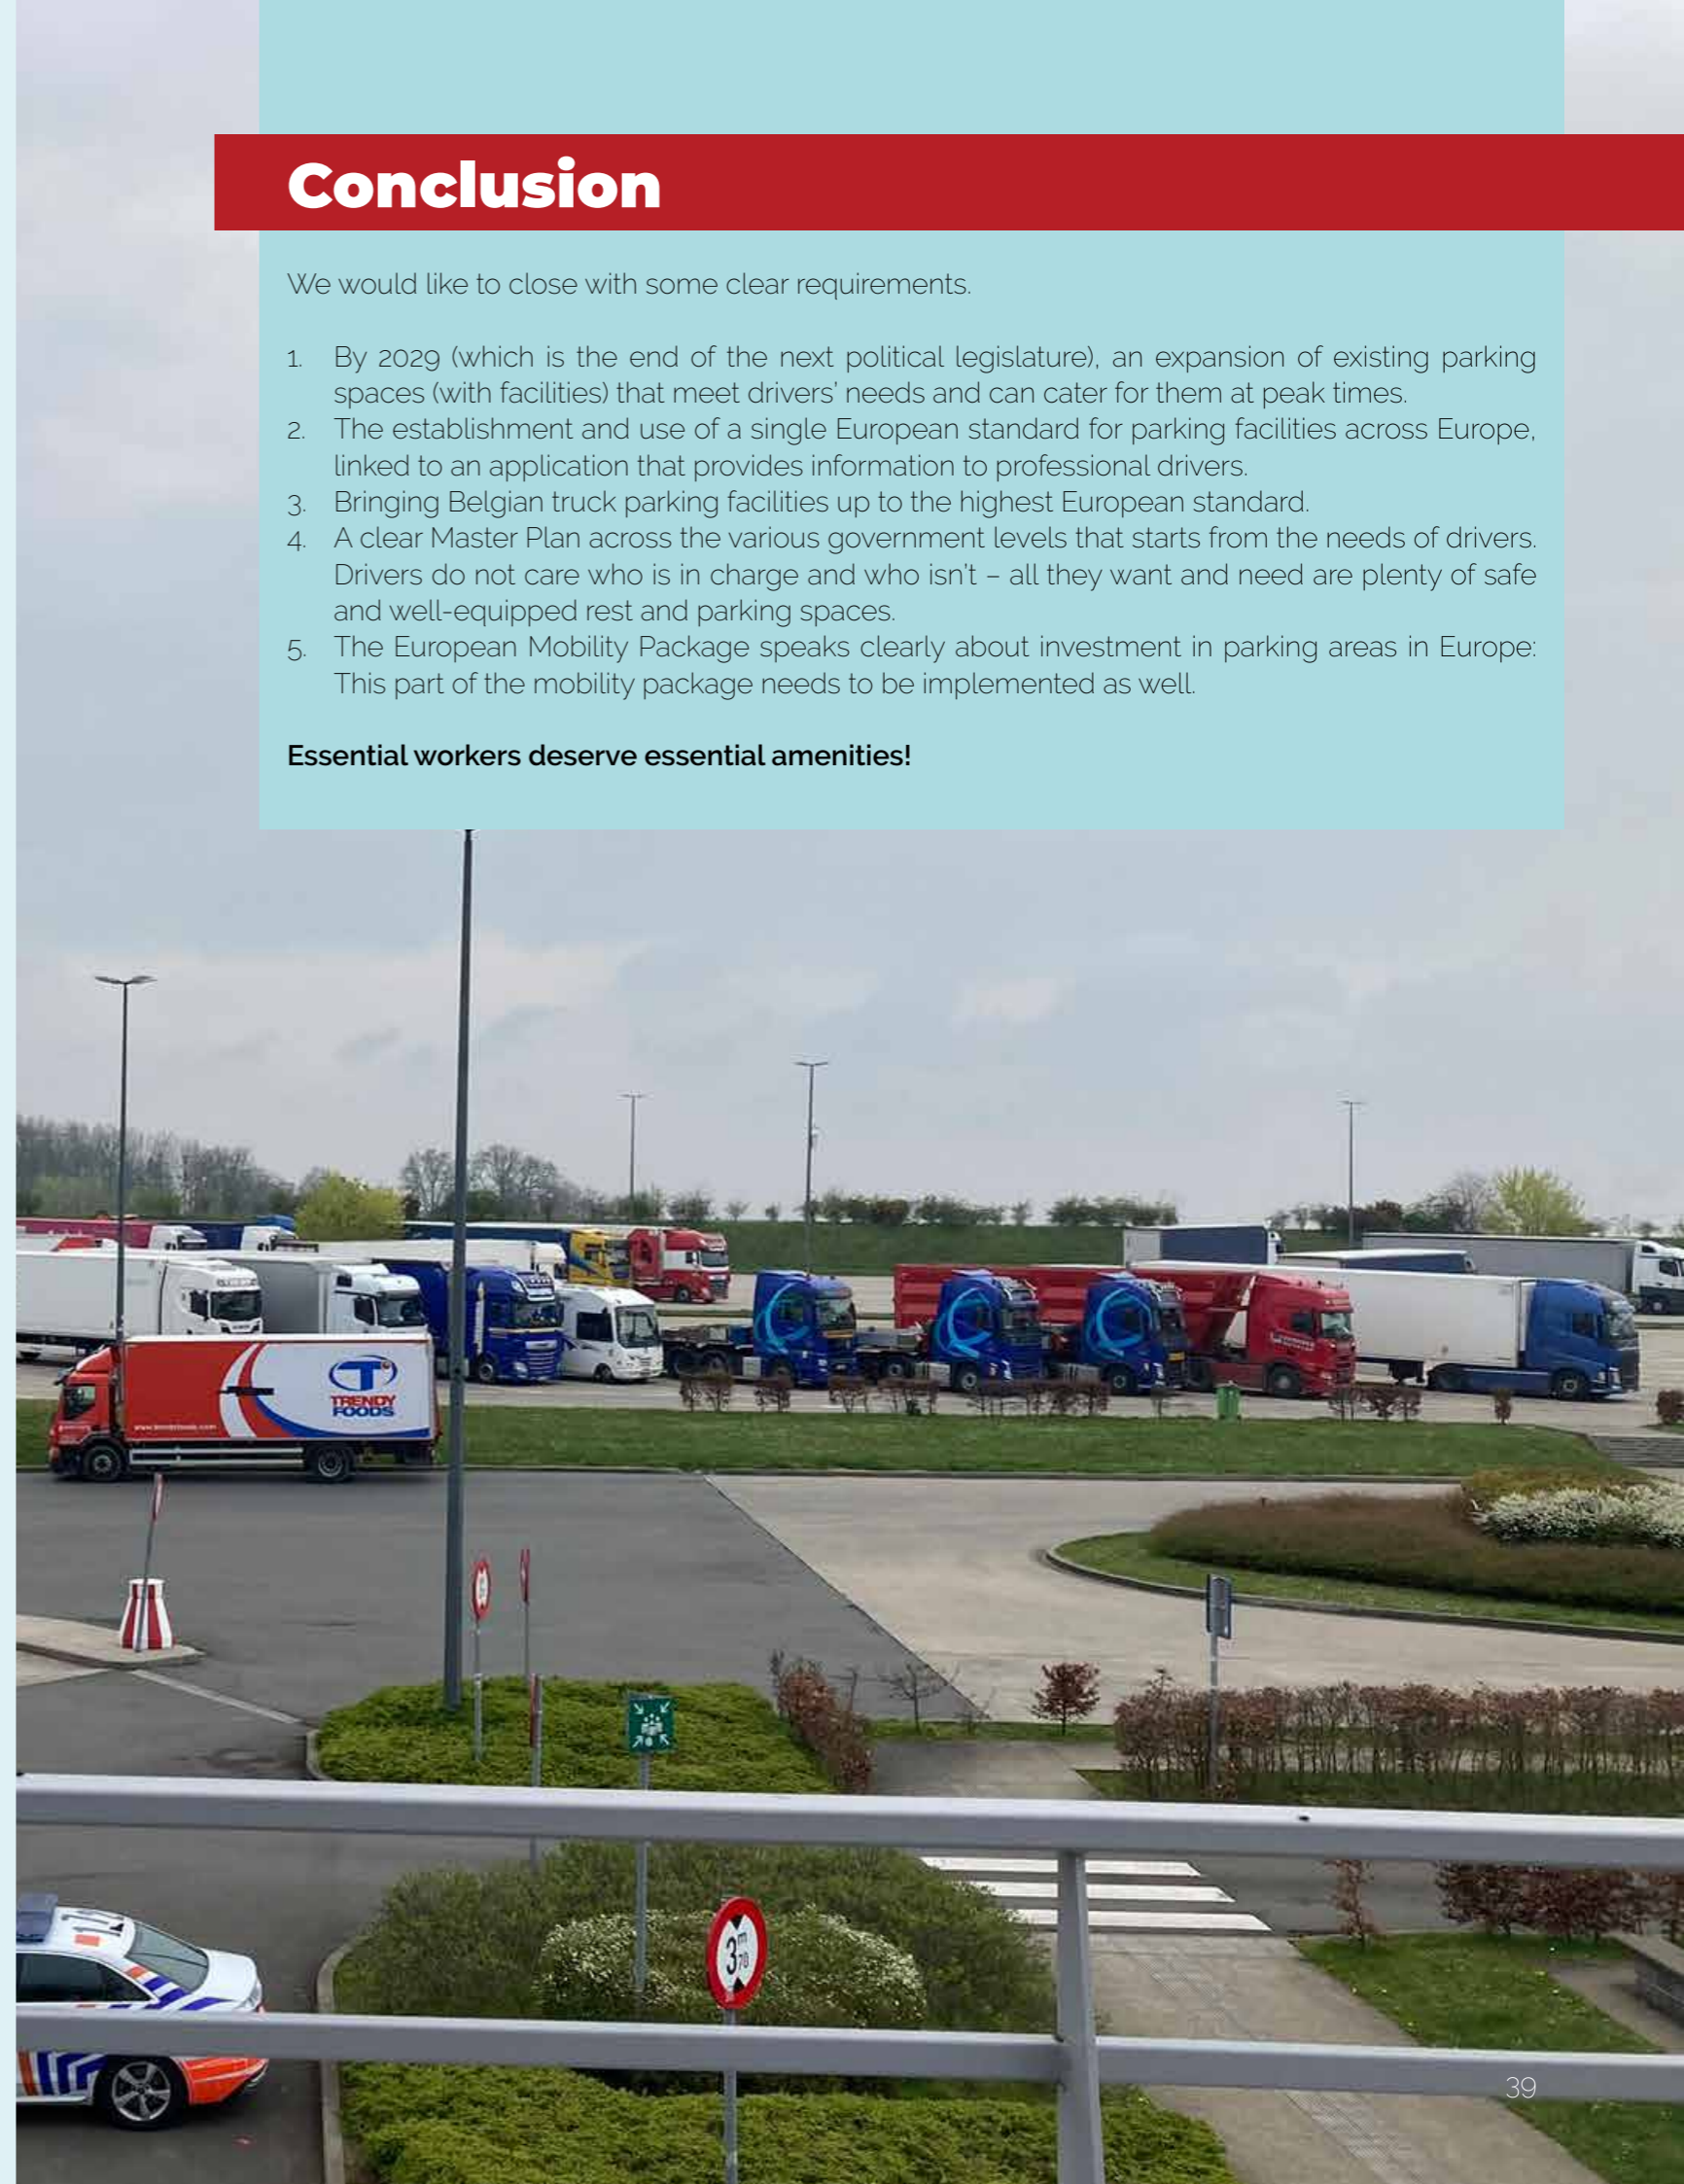 Conclusion
We would like to close with some clear requirements.
1. By 2029 (which is the end of the next political legislature), an expansion of existing parking
spaces (with facilities) that meet drivers' needs and can cater for them at peak times.
2. The establishment and use of a single European standard for parking facilities across Europe,
linked to an application that provides information to professional drivers.
3. Bringing Belgian truck parking facilities up to the highest European standard.
4. A clear Master Plan across the various government levels that starts from the needs of drivers.
Drivers do not care who is in charge and who isn't – all they want and need are plenty of safe
and well-equipped rest and parking spaces.
5. The European Mobility Package speaks clearly about investment in parking areas in Europe:
This part of the mobility package needs to be implemented as well.
Essential workers deserve essential amenities!
T
TRENDY
FOODS
3m70
39